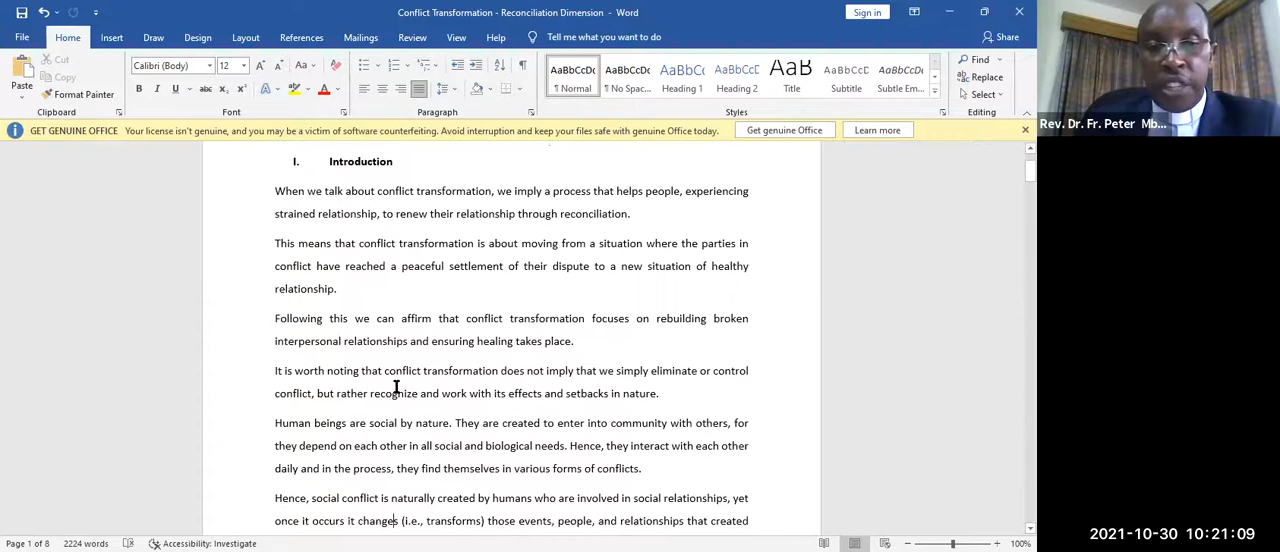 Conflict Transformation - Reconciliation Dimension - Word
Sign in
File Home Insert Draw Design Layout References Mailings Review View Help Tell me what you want to do Share
Paste
Cut
Copy
Format Painter
Clipboard
Calibri (Body) 12
Font
Paragraph
AaBbCcDc AaBbCcDc AaBbCc AaBbCcD AaB AaBbCcD AaBbCcDc
¶ Normal ¶ No Spac... Heading 1 Heading 2 Title Subtitle Subtle Em...
Styles
Find
Replace
Select
Editing
GET GENUINE OFFICE Your license isn't genuine, and you may be a victim of software counterfeiting. Avoid interruption and keep your files safe with genuine Office today. Get genuine Office Learn more
I. Introduction
When we talk about conflict transformation, we imply a process that helps people, experiencing
strained relationship, to renew their relationship through reconciliation.
This means that conflict transformation is about moving from a situation where the parties in
conflict have reached a peaceful settlement of their dispute to a new situation of healthy
relationship.
Following this we can affirm that conflict transformation focuses on rebuilding broken
interpersonal relationships and ensuring healing takes place.
It is worth noting that conflict transformation does not imply that we simply eliminate or control
conflict, but rather recognize and work with its effects and setbacks in nature.
Human beings are social by nature. They are created to enter into community with others, for
they depend on each other in all social and biological needs. Hence, they interact with each other
daily and in the process, they find themselves in various forms of conflicts.
Hence, social conflict is naturally created by humans who are involved in social relationships, yet
once it occurs it changes (i.e., transforms) those events, people, and relationships that created
Page 1 of 8 2224 words Accessibility: Investigate 100%
Rev. Dr. Fr. Peter Mb...
2021-10-30 10:21:09